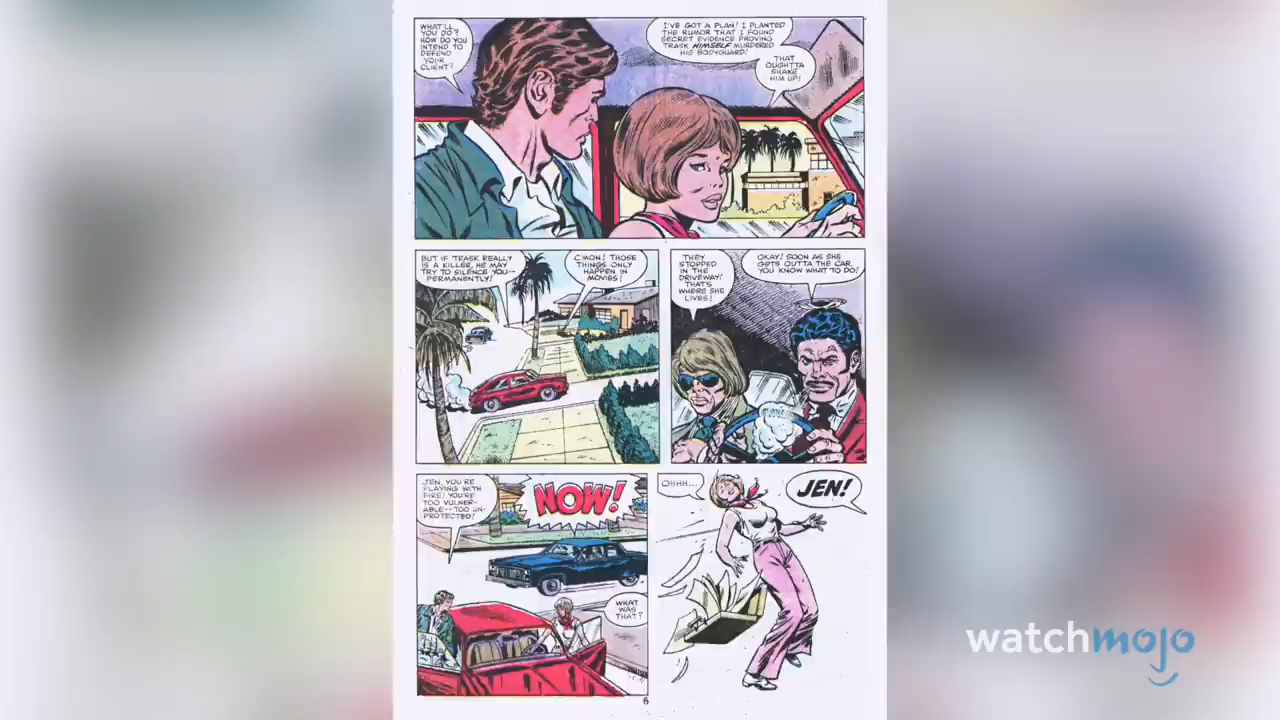 WHAT'LL
YOU DO?
HOW DO YOU
INTEND TO
DEFEND
YOUR
CLIENT?
I'VE GOT A PLAN! I PLANTED
THE RUMOR THAT I FOUND
SECRET EVIDENCE PROVING
TRASK HIMSELF MURDERED
HIS BODYGUARD!
THAT
OUGHTTA
SHAKE
HIM UP!
BUT IF TRASK REALLY
IS A KILLER, HE MAY
TRY TO SILENCE YOU--
PERMANENTLY!
C'MON! THOSE
THINGS ONLY
HAPPEN IN
MOVIES!
THEY
STOPPED
IN THE
DRIVEWAY!
THAT'S
WHERE SHE
LIVES!
OKAY! SOON AS SHE
GETS OUTTA THE CAR,
YOU KNOW WHAT TO DO!
JEN, YOU'RE
PLAYING WITH
FIRE! YOU'RE
TOO VULNER-
ABLE--TOO UN-
PROTECTED!
NOW!
WHAT
WAS
THAT?
OHHH...
JEN!
6
watchmojo